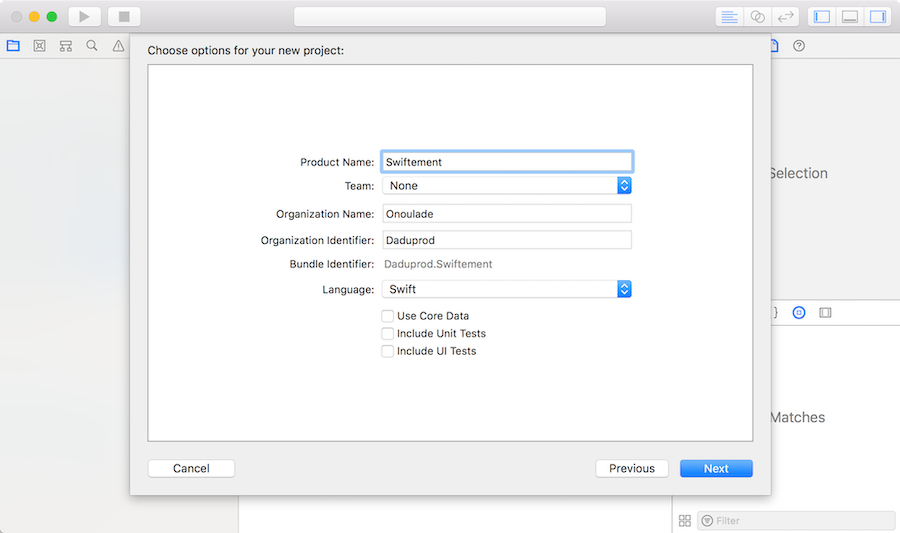 Choose options for your new project:
Product Name: Swiftement
Team: None
Organization Name: Onoulade
Organization Identifier: Daduprod
Bundle Identifier: Daduprod.Swiftement
Language: Swift
Use Core Data
Include Unit Tests
Include UI Tests
Cancel
Previous
Next
Selection
}
Matches
Filter